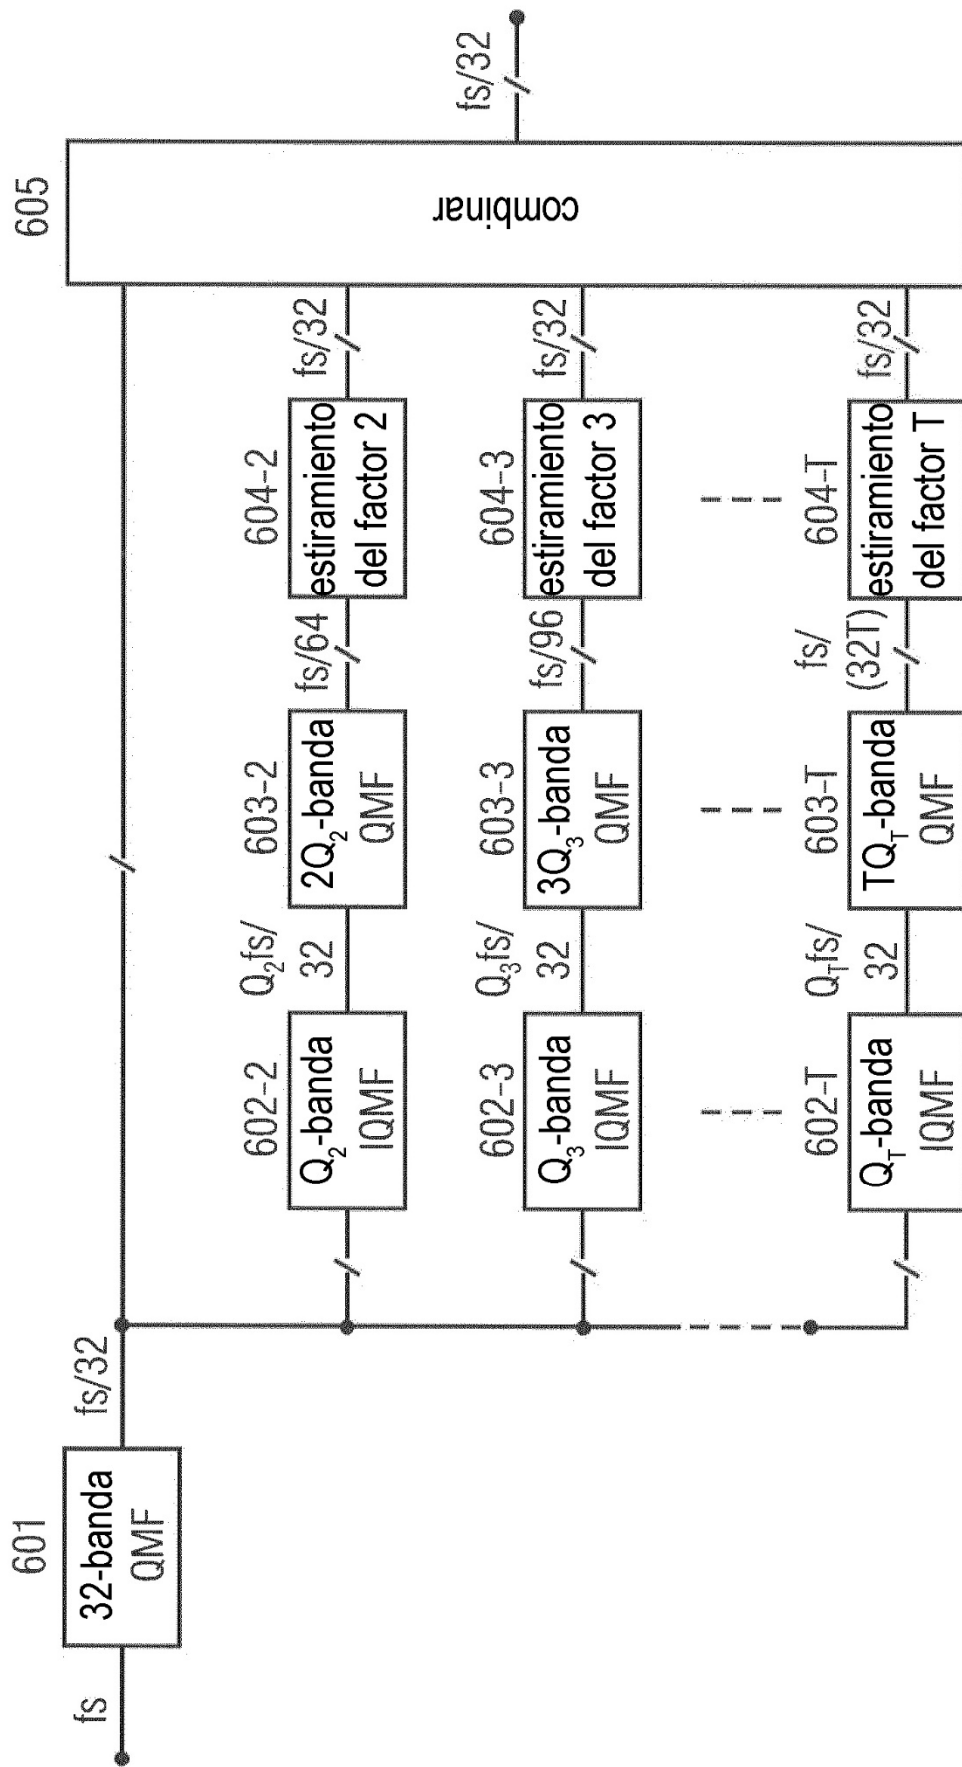 601
fs
32-banda
QMF
fs/32
602-2
Q₂-banda
IQMF
Q₂fs/
32
603-2
2Q₂-banda
QMF
fs/64
604-2
estiramiento
del factor 2
fs/32
602-3
Q₃-banda
IQMF
Q₃fs/
32
603-3
3Q₃-banda
QMF
fs/96
604-3
estiramiento
del factor 3
fs/32
602-T
Q_T-banda
IQMF
Q_Tfs/
32
603-T
TQ_T-banda
QMF
fs/
(32T)
604-T
estiramiento
del factor T
fs/32
605
combinar
fs/32